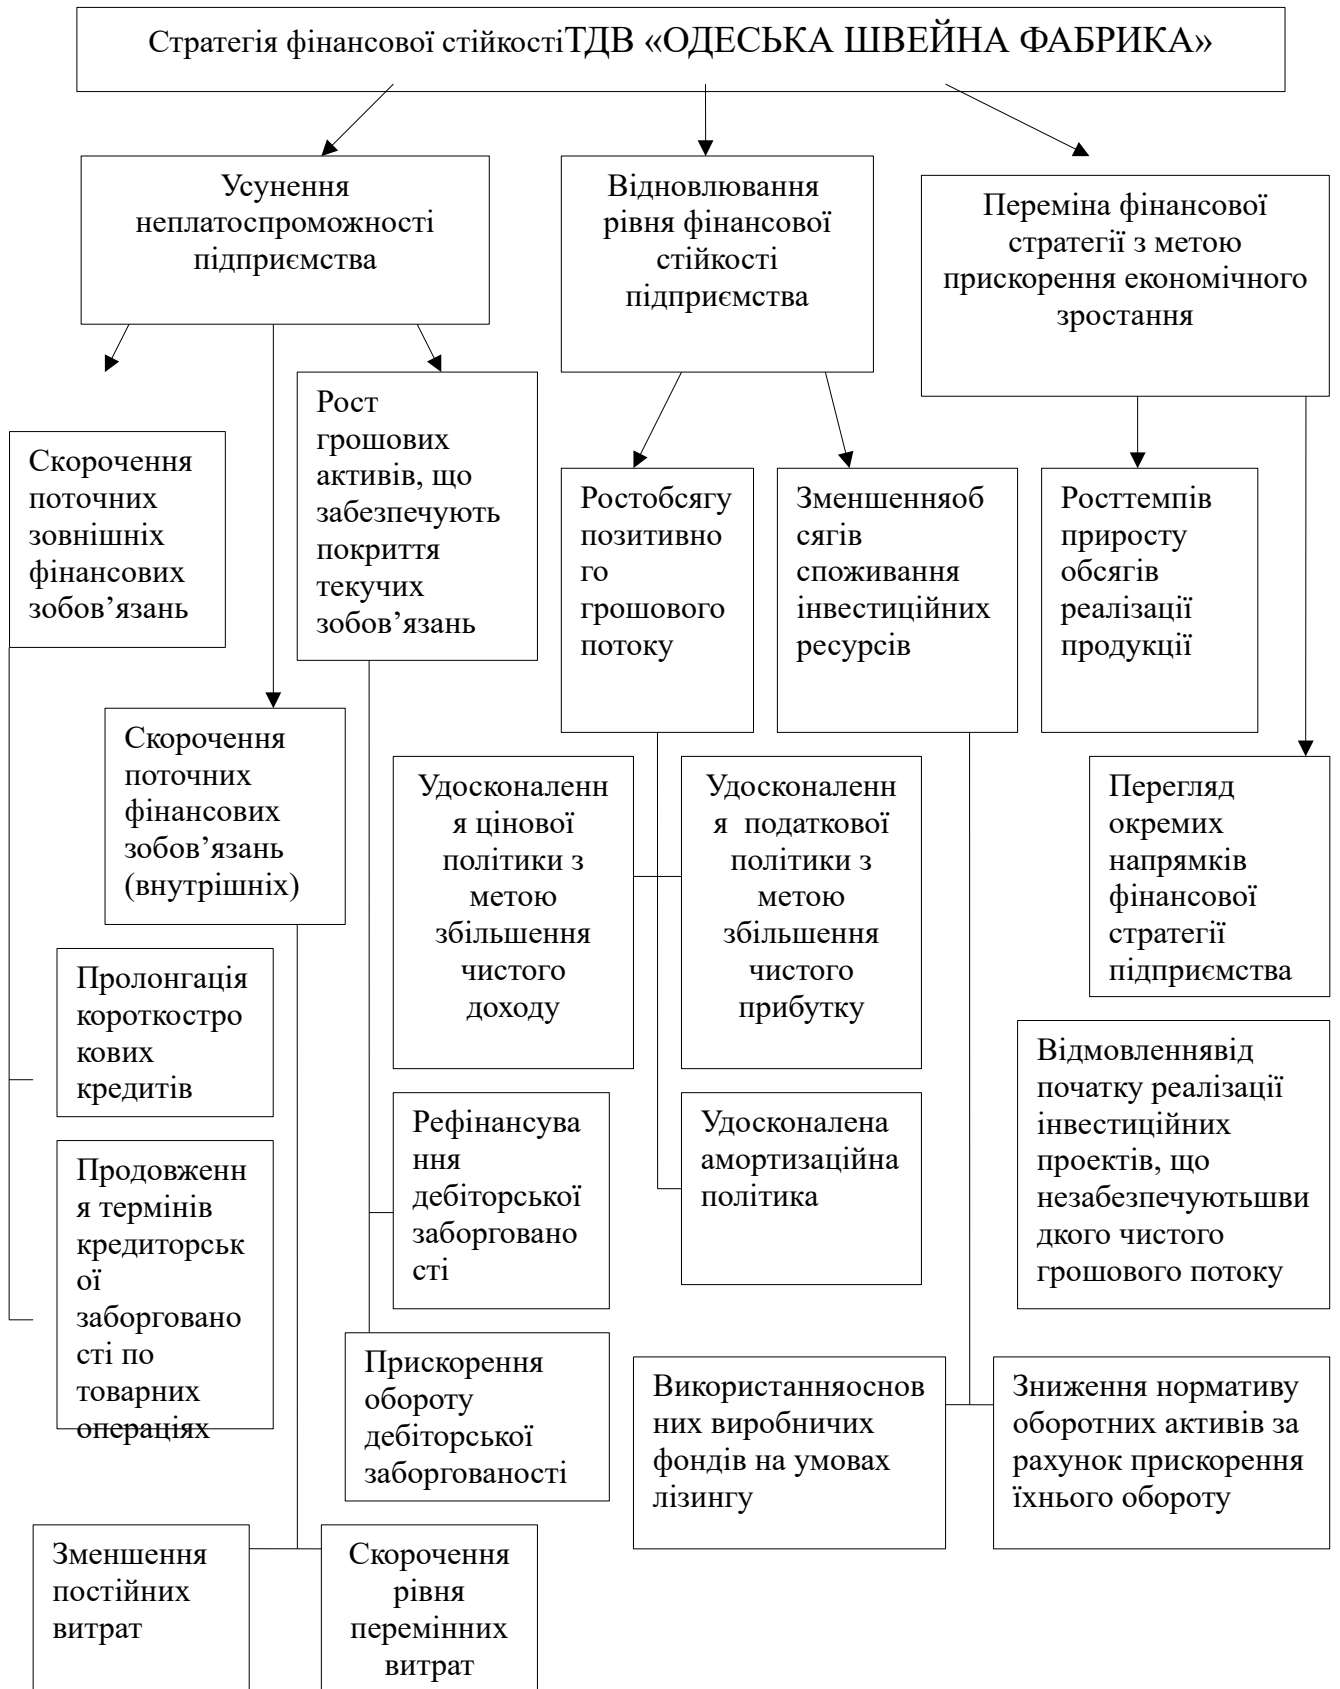 Стратегія фінансової стійкостіТДВ «ОДЕСЬКА ШВЕЙНА ФАБРИКА»
Усунення
неплатоспроможності
підприємства
Відновлювання
рівня фінансової
стійкості
підприємства
Переміна фінансової
стратегії з метою
прискорення економічного
зростання
Скорочення
поточних
зовнішніх
фінансових
зобов’язань
Рост
грошових
активів, що
забезпечують
покриття
текучих
зобов’язань
Ростобсягу
позитивно
го
грошового
потоку
Зменшенняоб
сягів
споживання
інвестиційних
ресурсів
Росттемпів
приросту
обсягів
реалізації
продукції
Скорочення
поточних
фінансових
зобов’язань
(внутрішніх)
Удосконаленн
я цінової
політики з
метою
збільшення
чистого
доходу
Удосконаленн
я  податкової
політики з
метою
збільшення
чистого
прибутку
Перегляд
окремих
напрямків
фінансової
стратегії
підприємства
Пролонгація
короткостро
кових
кредитів
Відмовленнявід
початку реалізації
інвестиційних
проектів, що
незабезпечуютьшви
дкого чистого
грошового потоку
Рефінансува
ння
дебіторської
заборговано
сті
Удосконалена
амортизаційна
політика
Продовженн
я термінів
кредиторськ
ої
заборговано
сті по
товарних
операціях
Прискорення
обороту
дебіторської
заборгованості
Використанняоснов
них виробничих
фондів на умовах
лізингу
Зниження нормативу
оборотних активів за
рахунок прискорення
їхнього обороту
Зменшення
постійних
витрат
Скорочення
рівня
перемінних
витрат